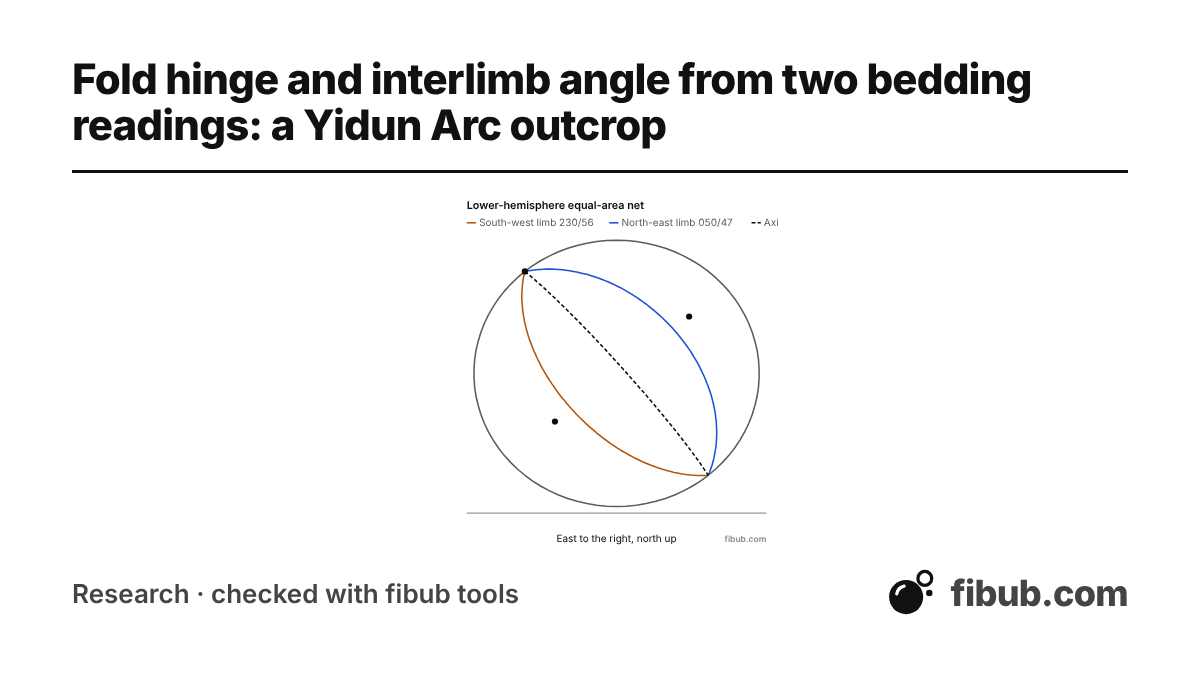 Fold hinge and interlimb angle from two bedding
readings: a Yidun Arc outcrop
Lower-hemisphere equal-area net
South-west limb 230/56 North-east limb 050/47 Axi
East to the right, north up fibub.com
Research · checked with fibub tools
fibub.com